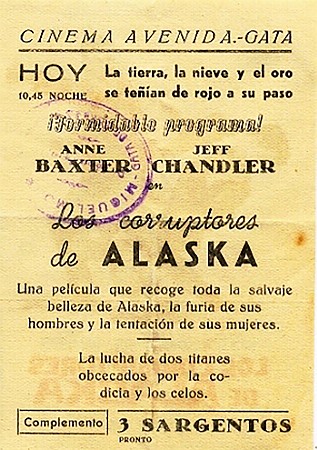 CINEMA AVENIDA.-GATA
HOY
10,45 NOCHE
La tierra, la nieve y el oro
se teñían de rojo a su paso
¡Formidable programa!
ANNE JEFF
BAXTER CHANDLER
en
Los corruptores
de ALASKA
Una película que recoge toda la salvaje
belleza de Alaska, la furia de sus
hombres y la tentación de sus mujeres.
La lucha de dos titanes
obcecados por la co-
dicia y los celos.
Complemento 3 SARGENTOS
PRONTO